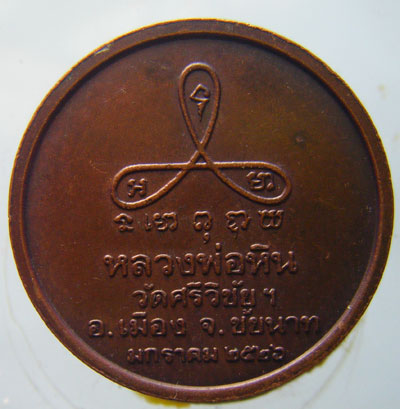 หลวงพ่อหิน
วัดศรีวิชัยฯ
อ.เมือง จ.ชัยนาท
มกราคม ๒๕๔๖